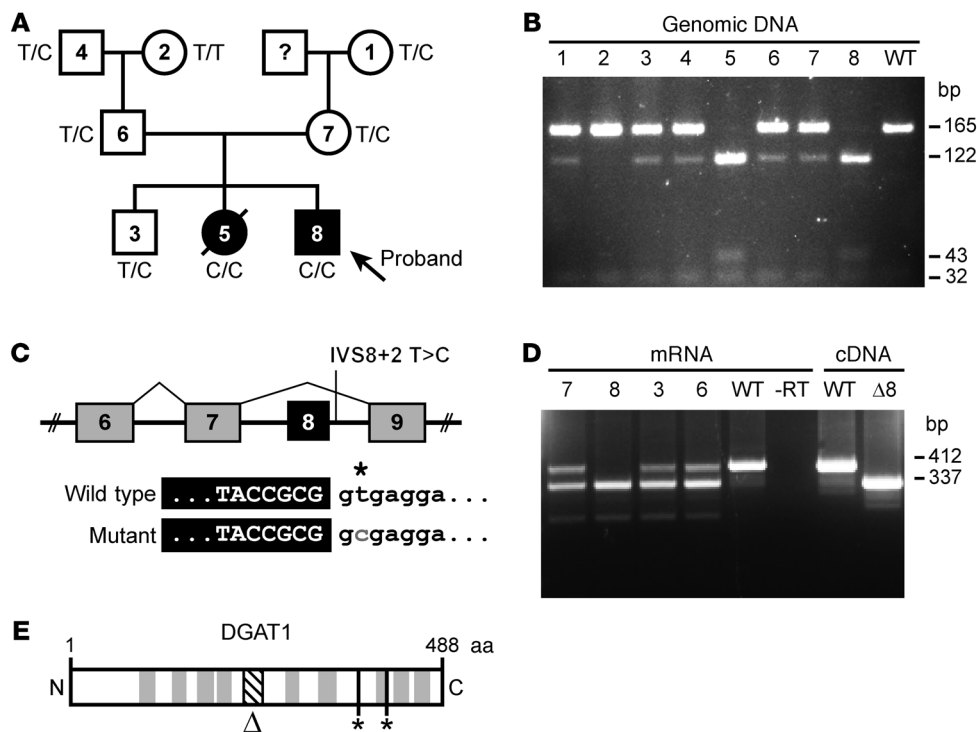 A
T/C 4 2 T/T ? 1 T/C
T/C 6 7 T/C
3 5 8
T/C C/C C/C
Proband
B
Genomic DNA
1 2 3 4 5 6 7 8 WT
bp
165
122
43
32
C
IVS8+2 T>C
6 7 8 9
*
Wild type ...TACCGCG gtgagga...
Mutant ...TACCGCG gcgagga...
D
mRNA cDNA
7 8 3 6 WT -RT WT Δ8
bp
412
337
E
DGAT1
1 488 aa
N C
Δ * *